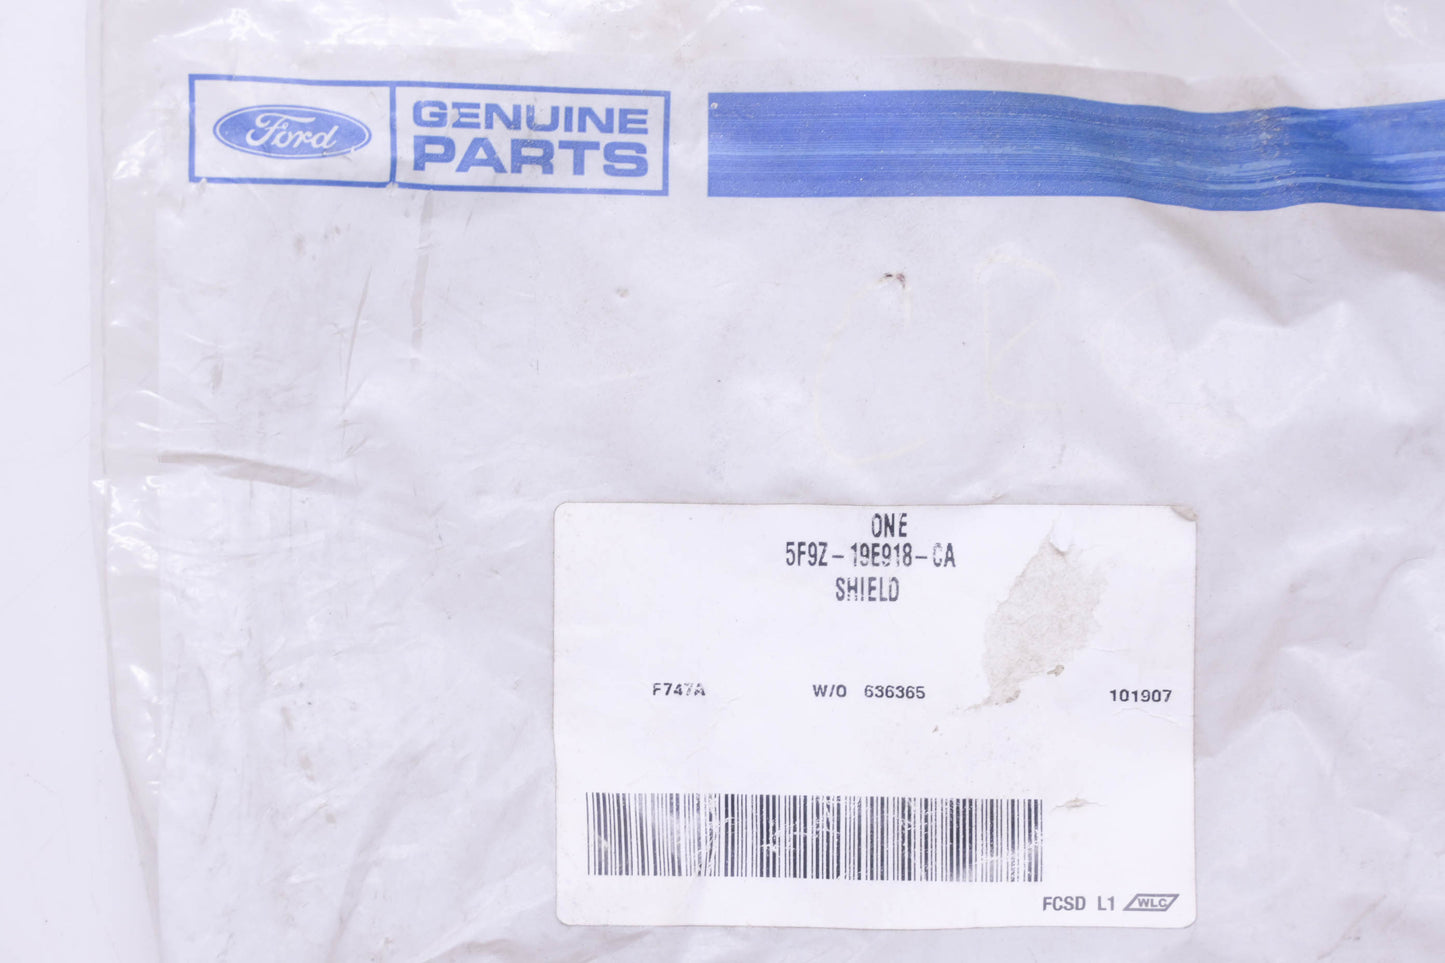 Ford
GENUINE
PARTS
ONE
5F9Z-19E918-CA
SHIELD
F747A W/O 636365 101907
FCSD L1 WLC